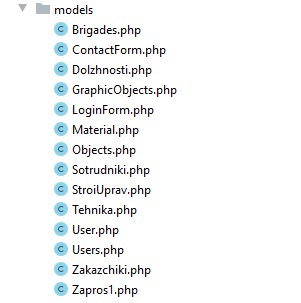 models
Brigades.php
ContactForm.php
Dolzhnosti.php
GraphicObjects.php
LoginForm.php
Material.php
Objects.php
Sotrudniki.php
StroiUprav.php
Tehnika.php
User.php
Users.php
Zakazchiki.php
Zapros1.php